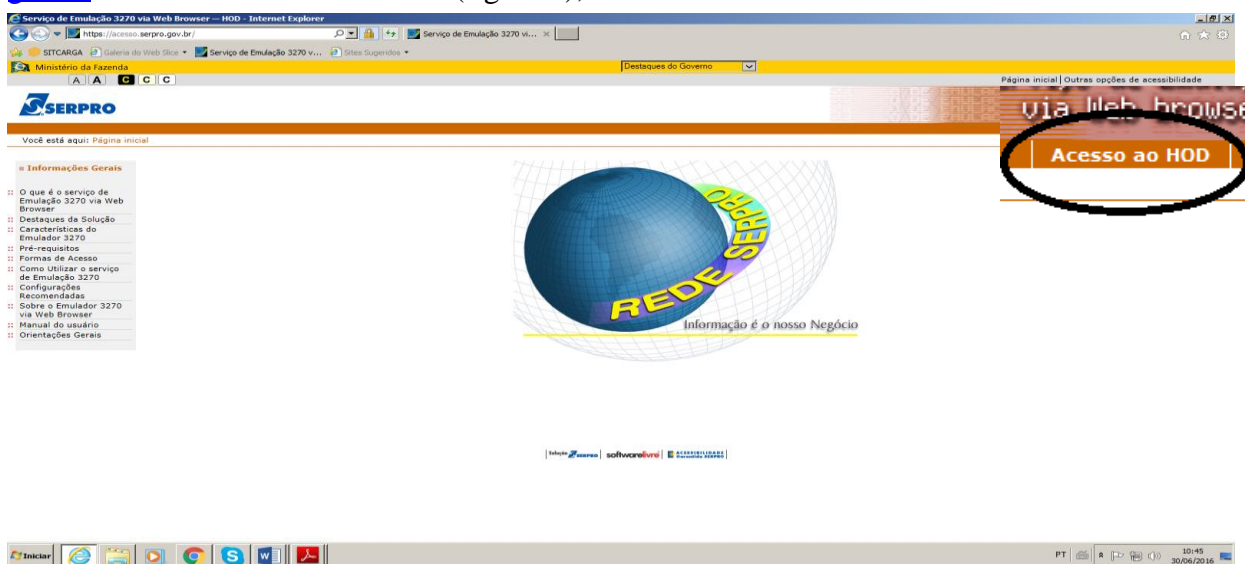 Serviço de Emulação 3270 via Web Browser — HOD - Internet Explorer
https://acesso.serpro.gov.br/
Serviço de Emulação 3270 vi... ×
SITCARGA Galeria do Web Slice Serviço de Emulação 3270 v... Sites Sugeridos
Ministério da Fazenda
Destaques do Governo
A A C C C
Página inicial | Outras opções de acessibilidade
SERPRO
via Web browse
Acesso ao HOD
Você está aqui: Página inicial
Informações Gerais
:: O que é o serviço de
Emulação 3270 via Web
Browser
:: Destaques da Solução
:: Características do
Emulador 3270
:: Pré-requisitos
:: Formas de Acesso
:: Como Utilizar o serviço
de Emulação 3270
:: Configurações
Recomendadas
:: Sobre o Emulador 3270
via Web Browser
:: Manual do usuário
:: Orientações Gerais
REDE SERPRO
Informação é o nosso Negócio
Solução SERPRO | softwarelivre | ACESSIBILIDADE
Garantida SERPRO
Iniciar
PT
10:45
30/06/2016